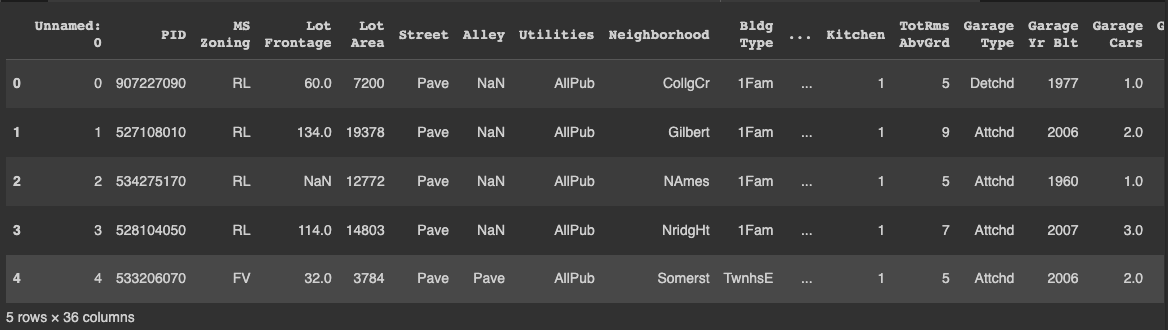 Unnamed: 0 PID MS Zoning Lot Frontage Lot Area Street Alley Utilities Neighborhood Bldg Type ... Kitchen TotRms AbvGrd Garage Type Garage Yr Blt Garage Cars G
0 0 907227090 RL 60.0 7200 Pave NaN AllPub CollgCr 1Fam ... 1 5 Detchd 1977 1.0
1 1 527108010 RL 134.0 19378 Pave NaN AllPub Gilbert 1Fam ... 1 9 Attchd 2006 2.0
2 2 534275170 RL NaN 12772 Pave NaN AllPub NAmes 1Fam ... 1 5 Attchd 1960 1.0
3 3 528104050 RL 114.0 14803 Pave NaN AllPub NridgHt 1Fam ... 1 7 Attchd 2007 3.0
4 4 533206070 FV 32.0 3784 Pave Pave AllPub Somerst TwnhsE ... 1 5 Attchd 2006 2.0
5 rows × 36 columns